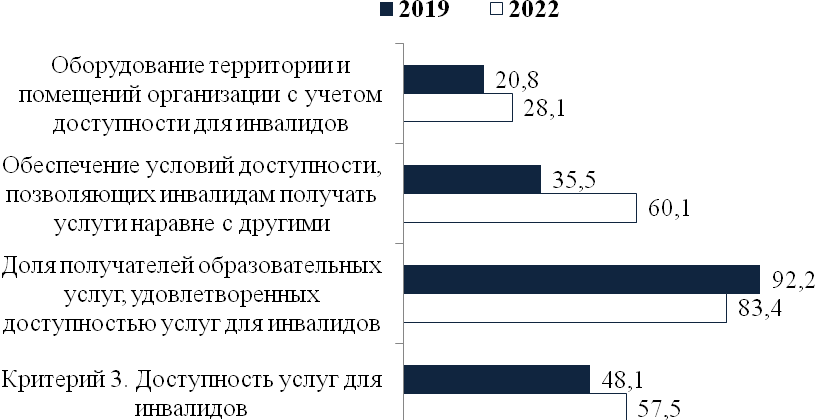 2019 2022
Оборудование территории и
помещений организации с учетом
доступности для инвалидов
20,8
28,1
Обеспечение условий доступности,
позволяющих инвалидам получать
услуги наравне с другими
35,5
60,1
Доля получателей образовательных
услуг, удовлетворенных
доступностью услуг для инвалидов
92,2
83,4
Критерий 3. Доступность услуг для
инвалидов
48,1
57,5